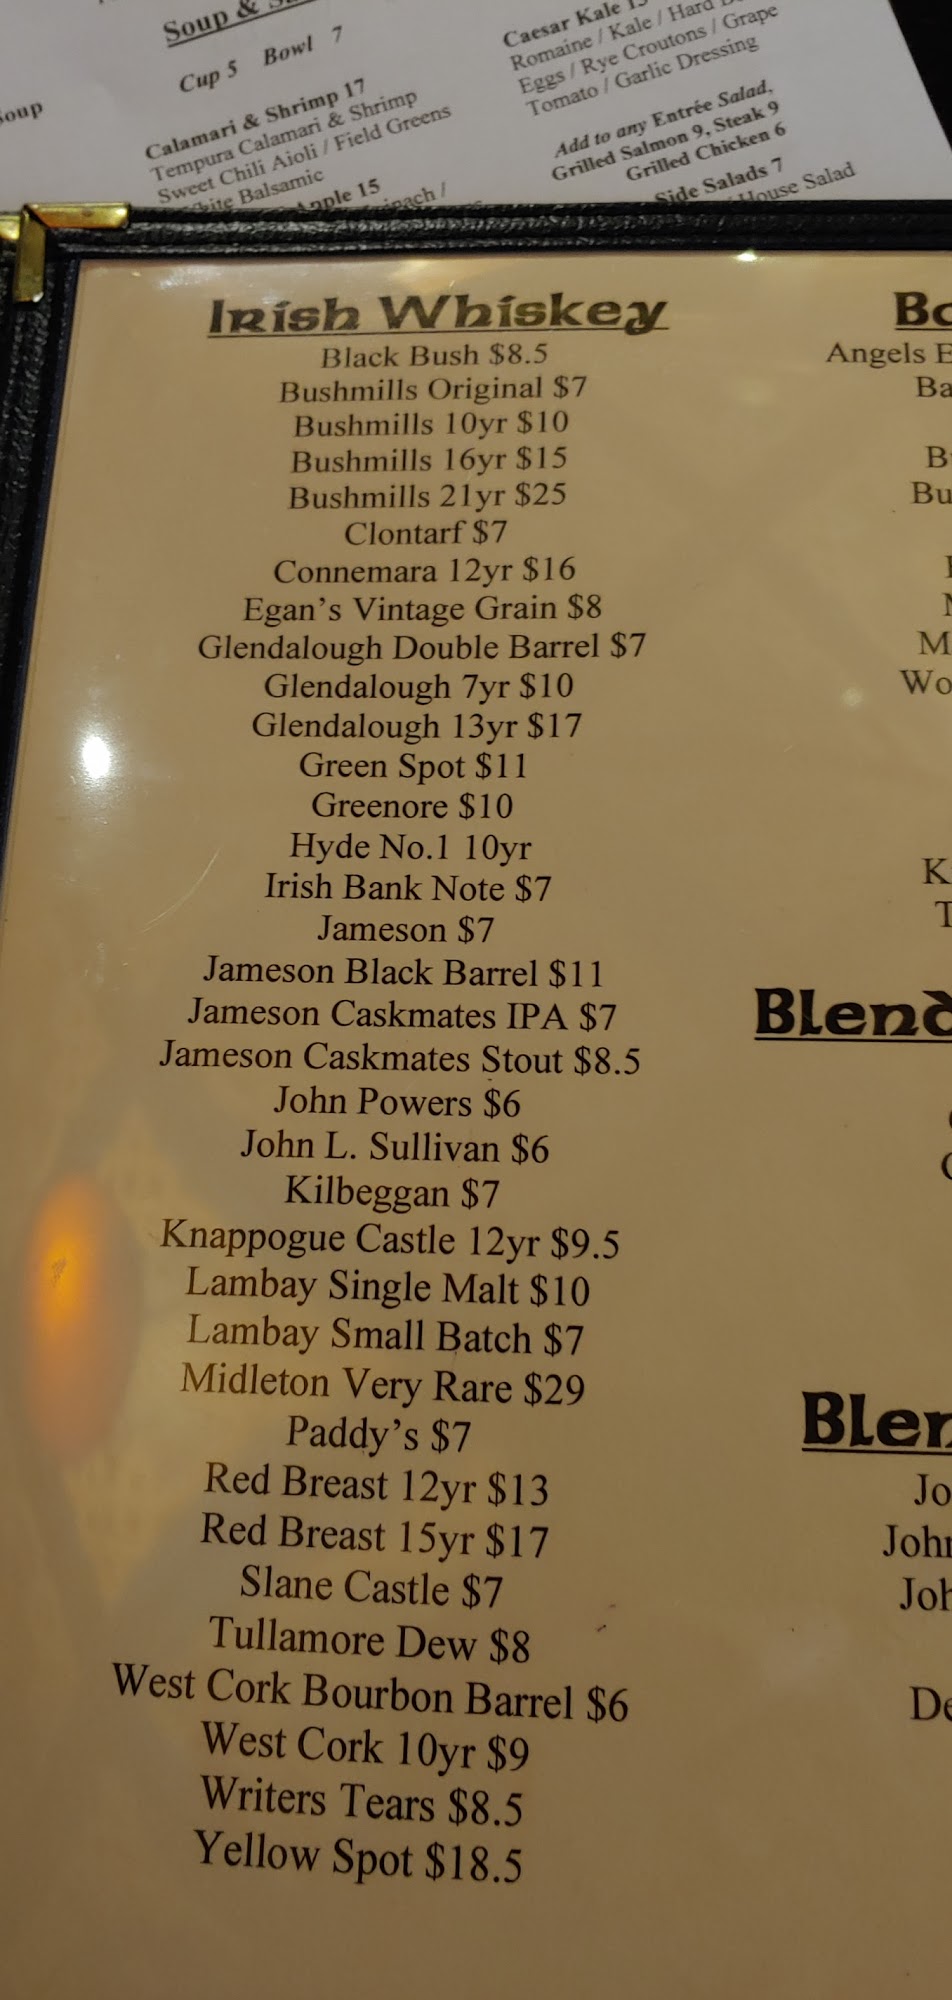 Soup &
Cup 5 Bowl 7
Soup
Calamari & Shrimp 17
Tempura Calamari & Shrimp
Sweet Chili Aioli / Field Greens
Balsamic
15
Caesar Kale
Romaine / Kale / Hard
Eggs / Rye Croutons / Grape
Tomato / Garlic Dressing
Add to any Entrée Salad,
Grilled Salmon 9, Steak 9
Grilled Chicken 6
Side Salads 7
House Salad
Irish Whiskey
Black Bush $8.5
Bushmills Original $7
Bushmills 10yr $10
Bushmills 16yr $15
Bushmills 21yr $25
Clontarf $7
Connemara 12yr $16
Egan's Vintage Grain $8
Glendalough Double Barrel $7
Glendalough 7yr $10
Glendalough 13yr $17
Green Spot $11
Greenore $10
Hyde No.1 10yr
Irish Bank Note $7
Jameson $7
Jameson Black Barrel $11
Jameson Caskmates IPA $7
Jameson Caskmates Stout $8.5
John Powers $6
John L. Sullivan $6
Kilbeggan $7
Knappogue Castle 12yr $9.5
Lambay Single Malt $10
Lambay Small Batch $7
Midleton Very Rare $29
Paddy's $7
Red Breast 12yr $13
Red Breast 15yr $17
Slane Castle $7
Tullamore Dew $8
West Cork Bourbon Barrel $6
West Cork 10yr $9
Writers Tears $8.5
Yellow Spot $18.5
Angels